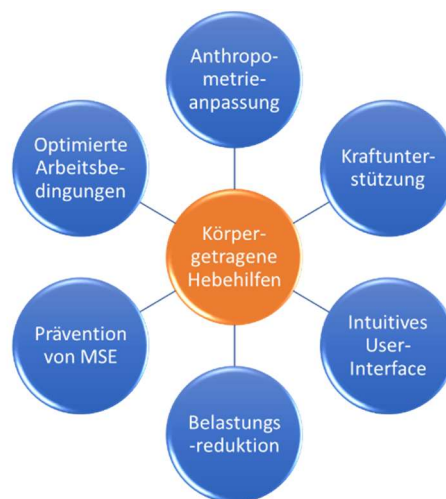 Anthropo-
metrie-
anpassung
Optimierte
Arbeitsbe-
dingungen
Kraftunter-
stützung
Körper-
getragene
Hebehilfen
Prävention
von MSE
Intuitives
User-
Interface
Belastungs
-reduktion